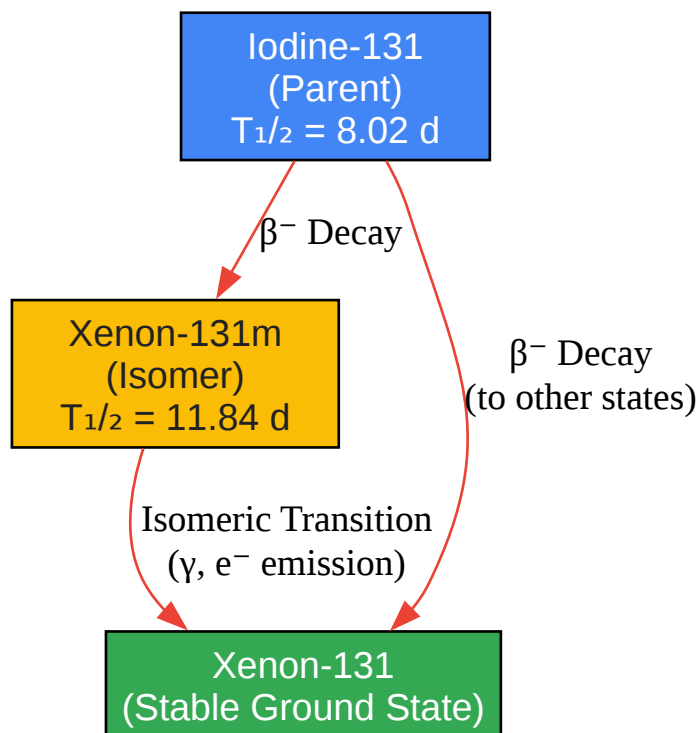 Iodine-131
(Parent)
T₁/₂ = 8.02 d
β⁻ Decay
Xenon-131m
(Isomer)
T₁/₂ = 11.84 d
β⁻ Decay
(to other states)
Isomeric Transition
(γ, e⁻ emission)
Xenon-131
(Stable Ground State)